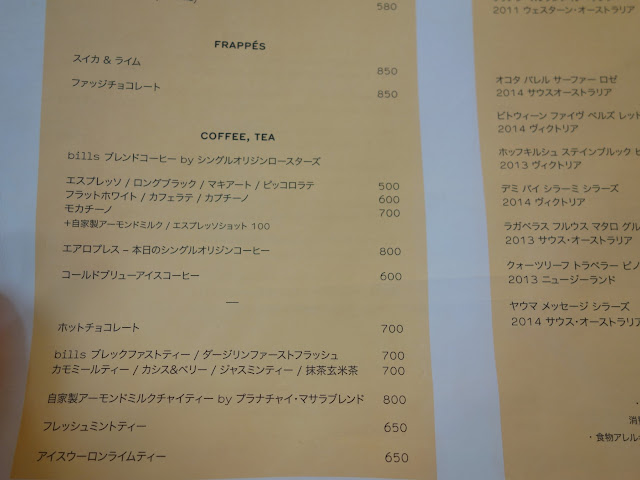 580
FRAPPÉS
スイカ & ライム
850
ファッジチョコレート
850
COFFEE, TEA
bills ブレンドコーヒー by シングルオリジンロースターズ
エスプレッソ / ロングブラック / マキアート / ピッコロラテ 500
フラットホワイト / カフェラテ / カプチーノ 600
モカチーノ 700
+自家製アーモンドミルク / エスプレッソショット 100
エアロプレス – 本日のシングルオリジンコーヒー 800
コールドブリューアイスコーヒー 600
—
ホットチョコレート 700
bills ブレックファストティー / ダージリンファーストフラッシュ 700
カモミールティー / カシス&ベリー / ジャスミンティー / 抹茶玄米茶 700
自家製アーモンドミルクチャイティー by プラナチャイ・マサラブレンド 800
フレッシュミントティー 650
アイスウーロンライムティー 650
2011 ウェスターン・オーストラリア
オコタ バレル サーファー ロゼ
2014 サウスオーストラリア
ビトウィーン ファイヴ ベルズ レット
2014 ヴィクトリア
ホッフキルシュ ステインブルック
2013 ヴィクトリア
デミ バイ シラーミ シラーズ
2014 ヴィクトリア
ラガベラス フルウス マタロ グル
2013 サウス・オーストラリア
クォーツリーフ トラベラー ピノ
2013 ニュージーランド
ヤウマ メッセージ シラーズ
2014 サウス・オーストラリア
消
・食物アレル